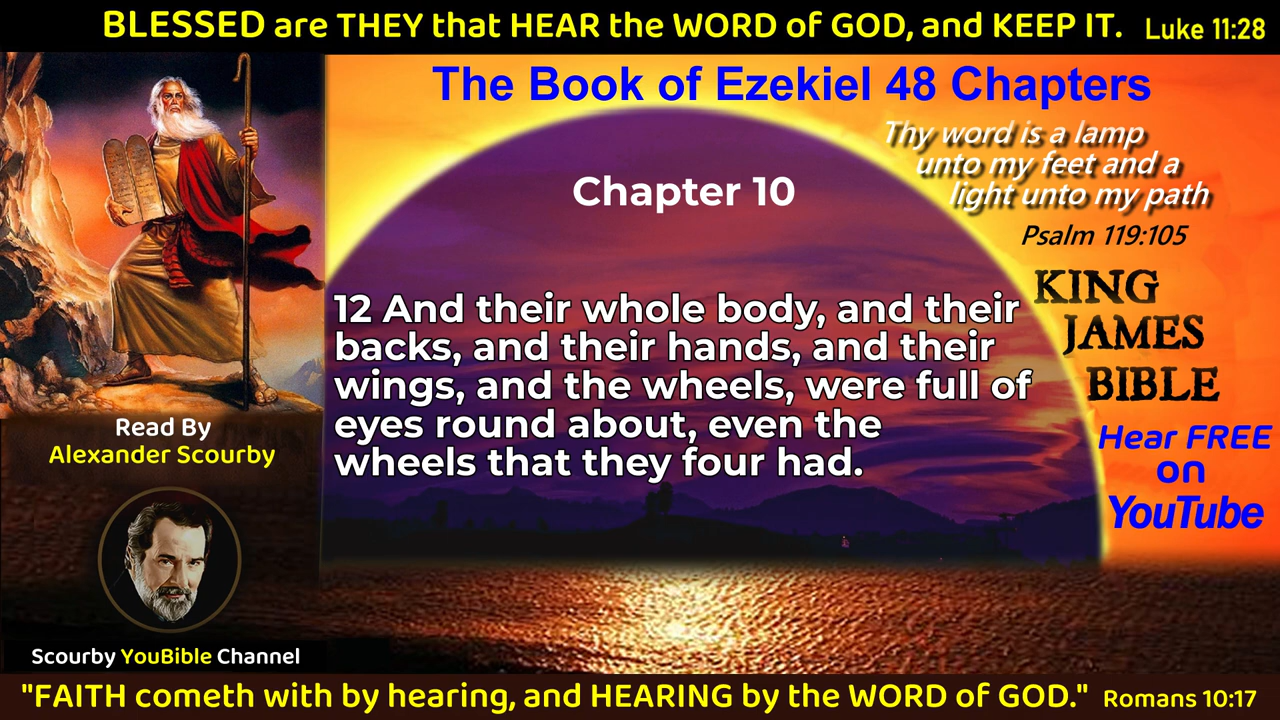 BLESSED are THEY that HEAR the WORD of GOD, and KEEP IT. Luke 11:28
The Book of Ezekiel 48 Chapters
Thy word is a lamp
unto my feet and a
light unto my path
Psalm 119:105
Chapter 10
12 And their whole body, and their
backs, and their hands, and their
wings, and the wheels, were full of
eyes round about, even the
wheels that they four had.
KING
JAMES
BIBLE
Hear FREE
on
YouTube
Read By
Alexander Scourby
Scourby YouBible Channel
"FAITH cometh with by hearing, and HEARING by the WORD of GOD." Romans 10:17